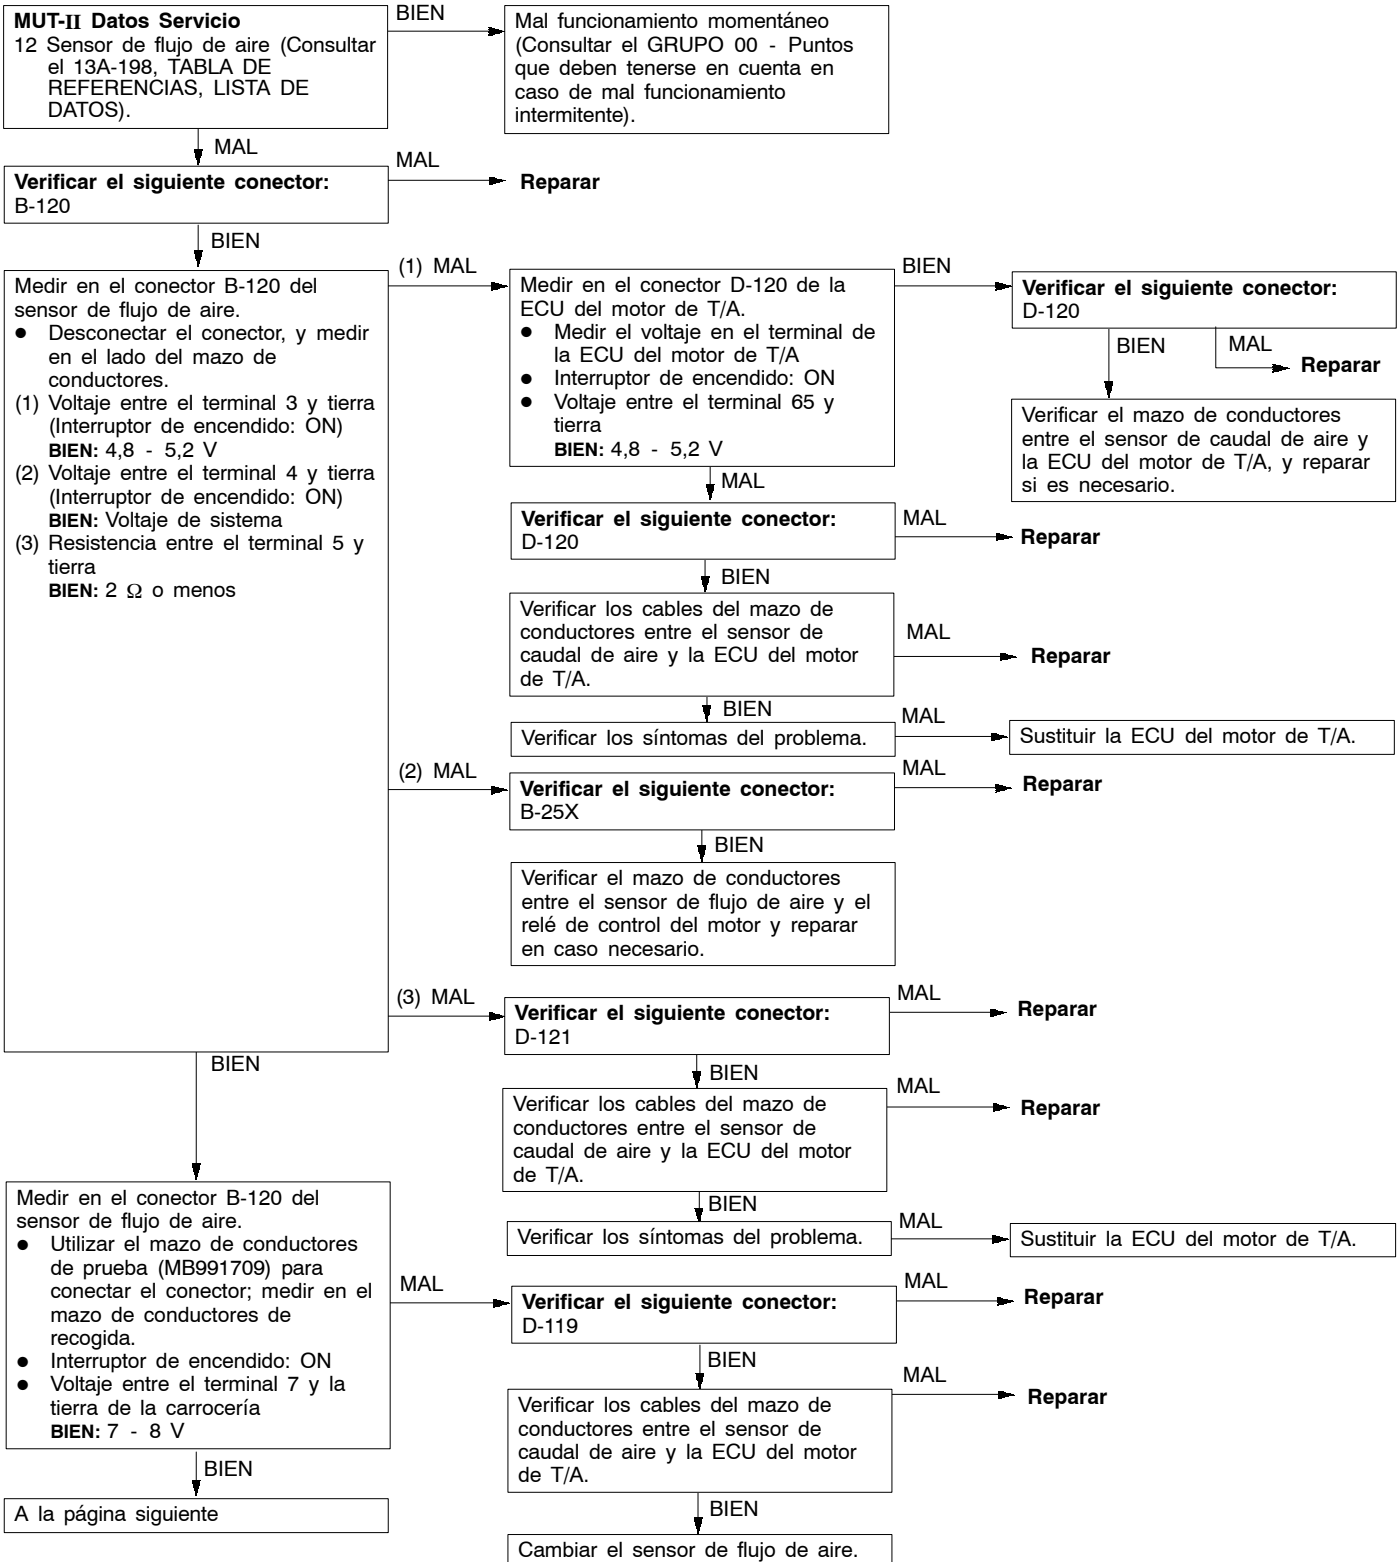 MUT-II Datos Servicio
12 Sensor de flujo de aire (Consultar
el 13A-198, TABLA DE
REFERENCIAS, LISTA DE
DATOS).
BIEN
Mal funcionamiento momentáneo
(Consultar el GRUPO 00 - Puntos
que deben tenerse en cuenta en
caso de mal funcionamiento
intermitente).
MAL
Verificar el siguiente conector:
B-120
MAL
Reparar
BIEN
Medir en el conector B-120 del
sensor de flujo de aire.
● Desconectar el conector, y medir
en el lado del mazo de
conductores.
(1) Voltaje entre el terminal 3 y tierra
(Interruptor de encendido: ON)
BIEN: 4,8 - 5,2 V
(2) Voltaje entre el terminal 4 y tierra
(Interruptor de encendido: ON)
BIEN: Voltaje de sistema
(3) Resistencia entre el terminal 5 y
tierra
BIEN: 2 Ω o menos
(1) MAL
Medir en el conector D-120 de la
ECU del motor de T/A.
● Medir el voltaje en el terminal de
la ECU del motor de T/A
● Interruptor de encendido: ON
● Voltaje entre el terminal 65 y
tierra
BIEN: 4,8 - 5,2 V
BIEN
Verificar el siguiente conector:
D-120
BIEN
MAL
Reparar
Verificar el mazo de conductores
entre el sensor de caudal de aire y
la ECU del motor de T/A, y reparar
si es necesario.
MAL
Verificar el siguiente conector:
D-120
MAL
Reparar
BIEN
Verificar los cables del mazo de
conductores entre el sensor de
caudal de aire y la ECU del motor
de T/A.
MAL
Reparar
BIEN
Verificar los síntomas del problema.
MAL
Sustituir la ECU del motor de T/A.
(2) MAL
Verificar el siguiente conector:
B-25X
MAL
Reparar
BIEN
Verificar el mazo de conductores
entre el sensor de flujo de aire y el
relé de control del motor y reparar
en caso necesario.
(3) MAL
Verificar el siguiente conector:
D-121
MAL
Reparar
BIEN
Verificar los cables del mazo de
conductores entre el sensor de
caudal de aire y la ECU del motor
de T/A.
MAL
Reparar
BIEN
Verificar los síntomas del problema.
MAL
Sustituir la ECU del motor de T/A.
BIEN
Medir en el conector B-120 del
sensor de flujo de aire.
● Utilizar el mazo de conductores
de prueba (MB991709) para
conectar el conector; medir en el
mazo de conductores de
recogida.
● Interruptor de encendido: ON
● Voltaje entre el terminal 7 y la
tierra de la carrocería
BIEN: 7 - 8 V
MAL
Verificar el siguiente conector:
D-119
MAL
Reparar
BIEN
Verificar los cables del mazo de
conductores entre el sensor de
caudal de aire y la ECU del motor
de T/A.
MAL
Reparar
BIEN
Cambiar el sensor de flujo de aire.
BIEN
A la página siguiente